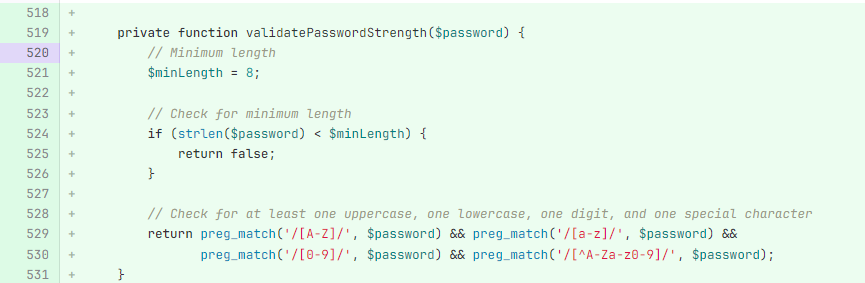 518 +
519 + private function validatePasswordStrength($password) {
520 + // Minimum length
521 + $minLength = 8;
522 +
523 + // Check for minimum length
524 + if (strlen($password) < $minLength) {
525 + return false;
526 + }
527 +
528 + // Check for at least one uppercase, one lowercase, one digit, and one special character
529 + return preg_match('/[A-Z]/', $password) && preg_match('/[a-z]/', $password) &&
530 + preg_match('/[0-9]/', $password) && preg_match('/[^A-Za-z0-9]/', $password);
531 + }